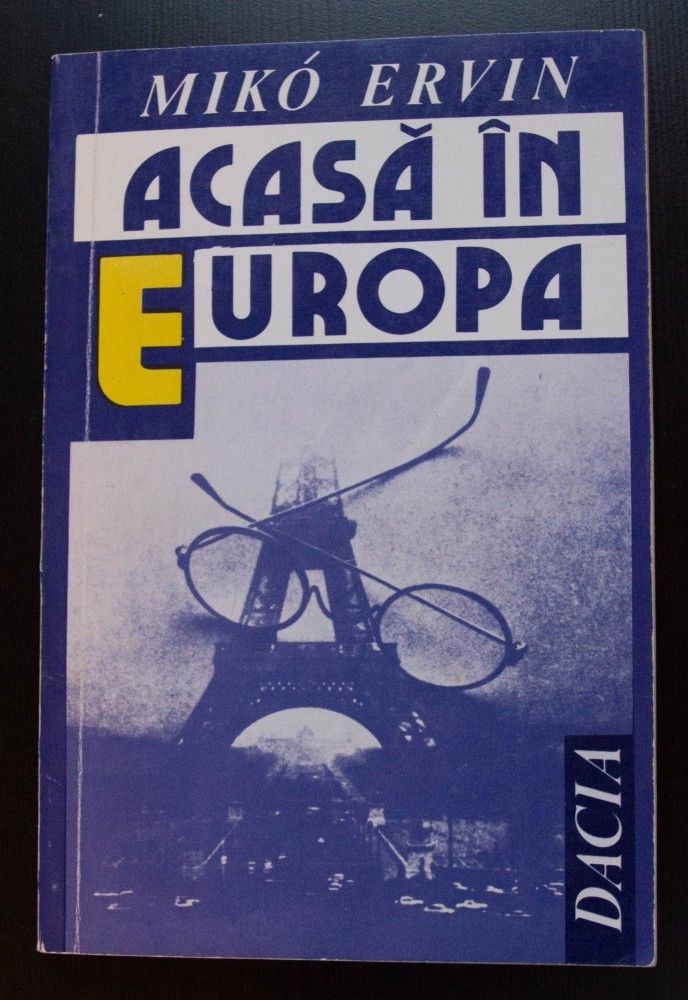 MIKÓ ERVIN
ACASĂ ÎN
EUROPA
DACIA